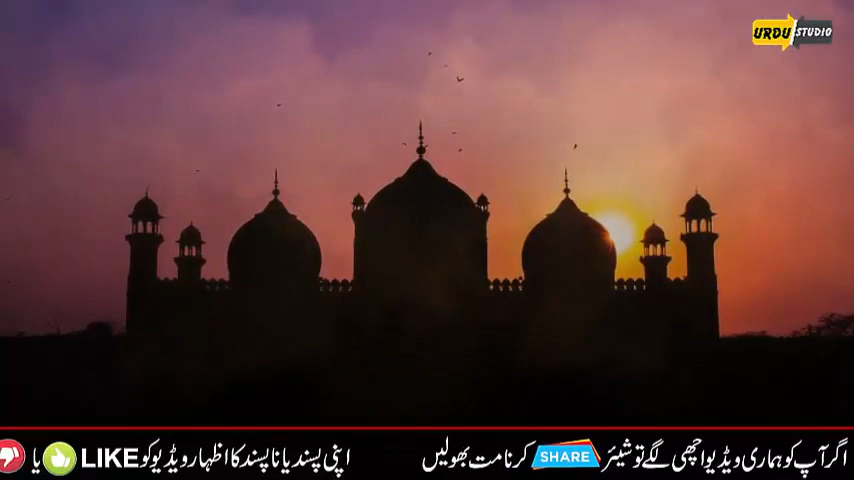 URDU STUDIO
اگر آپ کو ہماری ویڈیو اچھی لگے تو شیئر SHARE کرنا مت بھولیں
اپنی پسند یا ناپسند کا اظہار ویڈیو کو LIKE یا